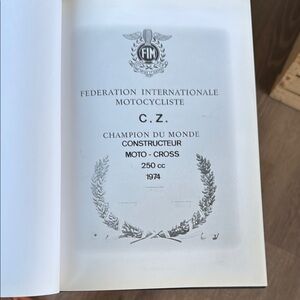 FIM
FEDERATION INTERNATIONALE
MOTOCYCLISTE
C. Z.
CHAMPION DU MONDE
CONSTRUCTEUR
MOTO - CROSS
250 cc
1974